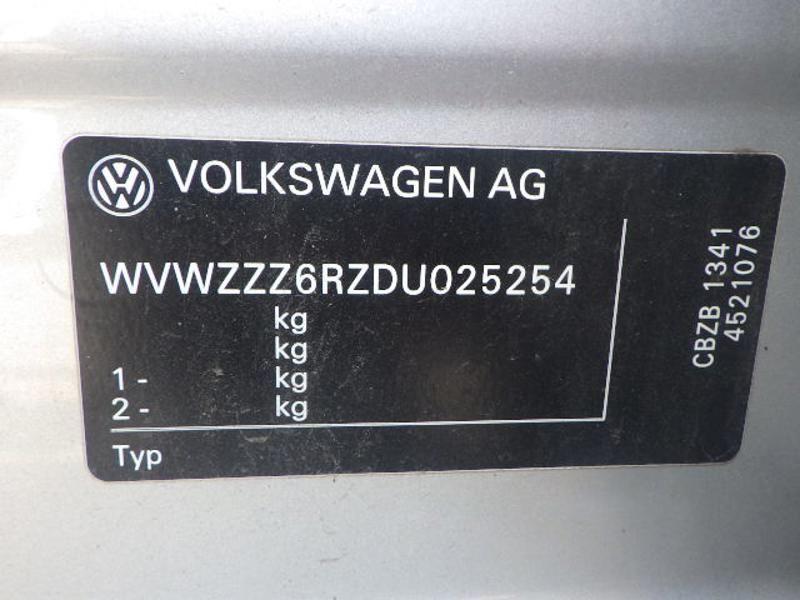 VOLKSWAGEN AG
WVWZZZ6RZDU025254
kg
kg
1 - kg
2 - kg
Typ
CBZB 1341
4521076